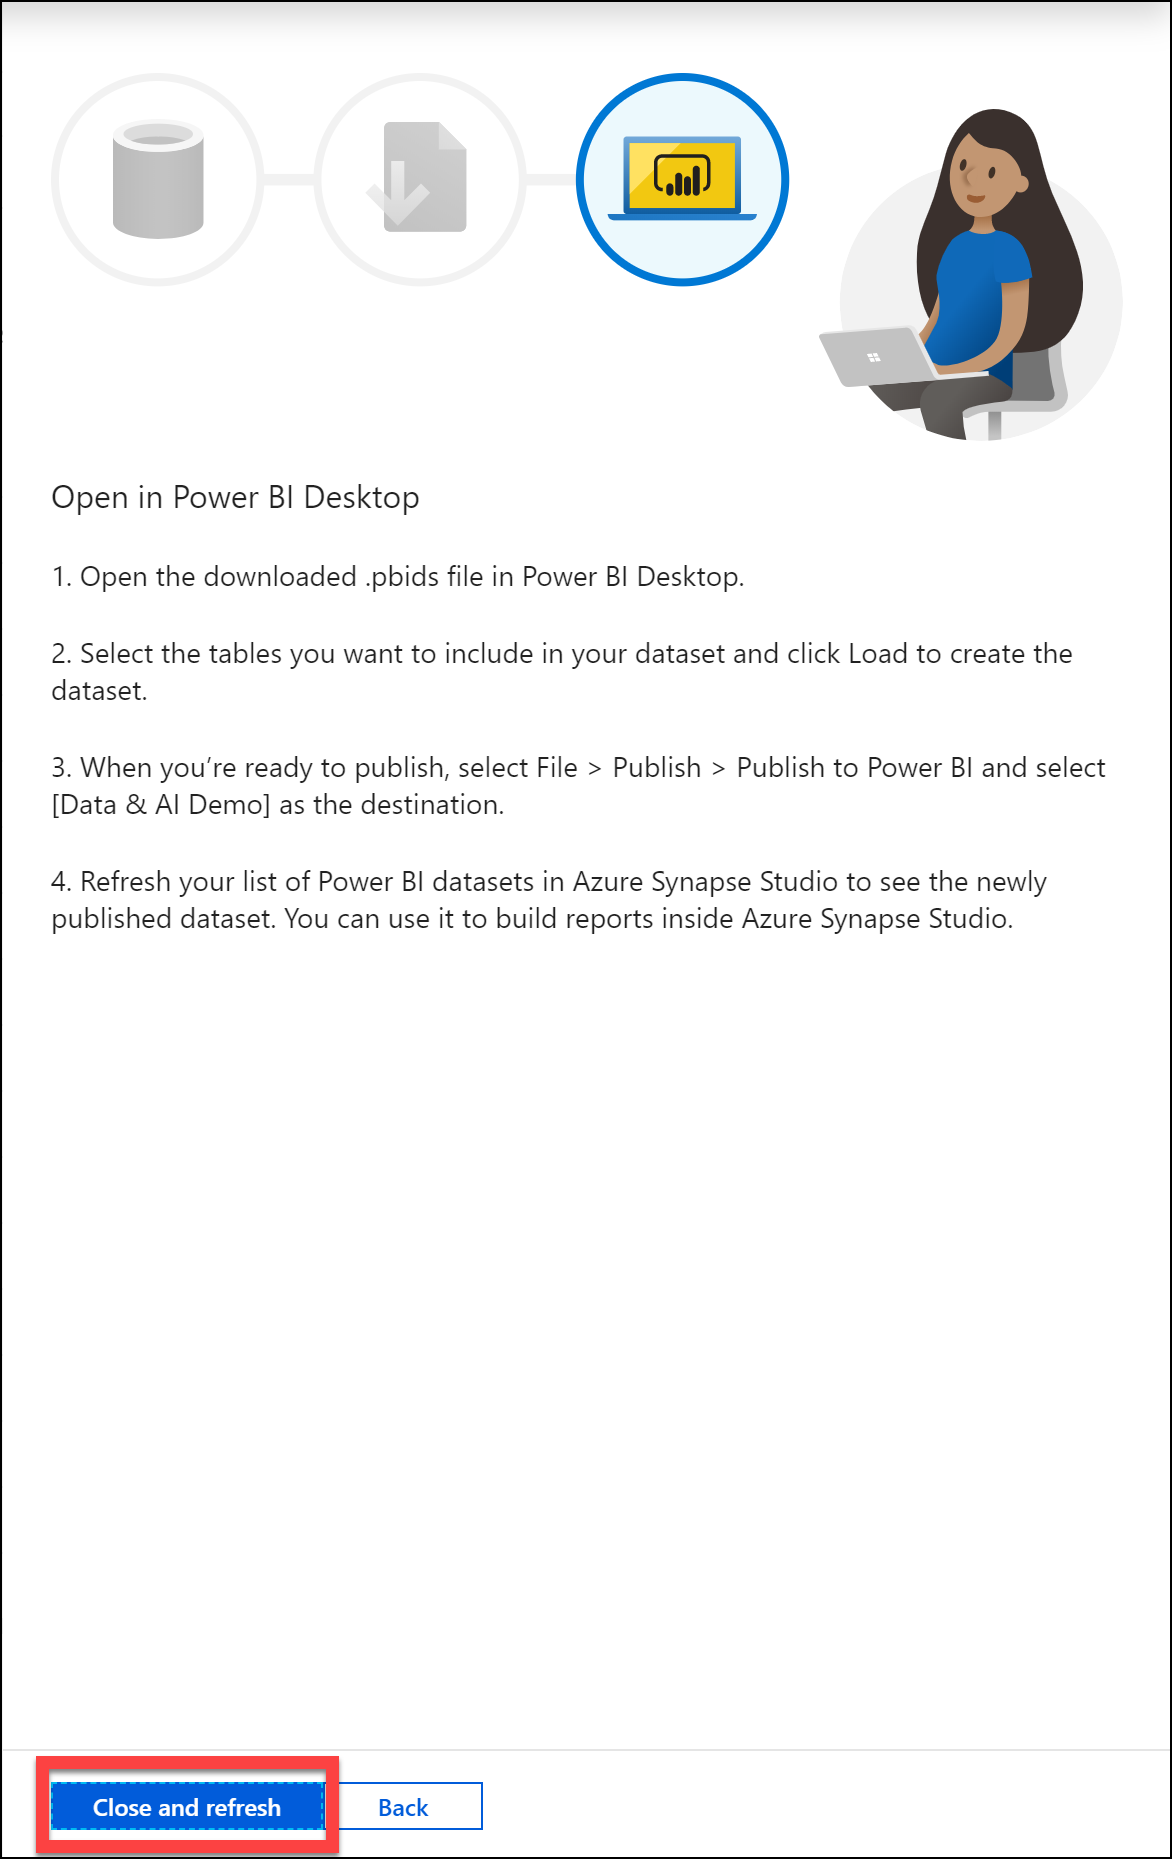 Open in Power BI Desktop
1. Open the downloaded .pbids file in Power BI Desktop.
2. Select the tables you want to include in your dataset and click Load to create the
dataset.
3. When you’re ready to publish, select File > Publish > Publish to Power BI and select
[Data & AI Demo] as the destination.
4. Refresh your list of Power BI datasets in Azure Synapse Studio to see the newly
published dataset. You can use it to build reports inside Azure Synapse Studio.
Close and refresh
Back